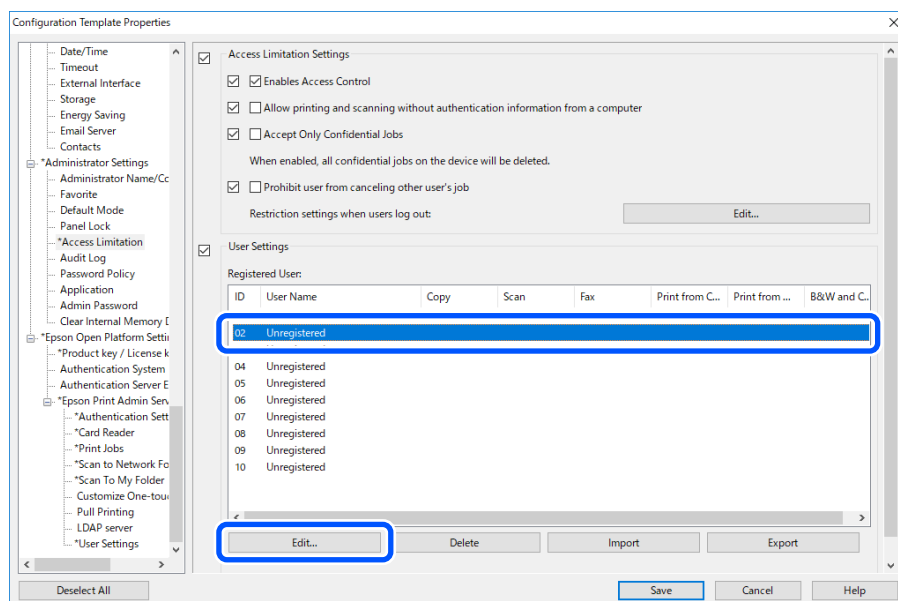 Configuration Template Properties
Date/Time
Timeout
External Interface
Storage
Energy Saving
Email Server
Contacts
*Administrator Settings
Administrator Name/Cc
Favorite
Default Mode
Panel Lock
*Access Limitation
Audit Log
Password Policy
Application
Admin Password
Clear Internal Memory D
*Epson Open Platform Settin
*Product key / License k
Authentication System
Authentication Server E
*Epson Print Admin Serv
*Authentication Sett
*Card Reader
*Print Jobs
*Scan to Network Fo
*Scan To My Folder
Customize One-touc
Pull Printing
LDAP server
*User Settings
Access Limitation Settings
Enables Access Control
Allow printing and scanning without authentication information from a computer
Accept Only Confidential Jobs
When enabled, all confidential jobs on the device will be deleted.
Prohibit user from canceling other user's job
Restriction settings when users log out: Edit...
User Settings
Registered User:
ID User Name Copy Scan Fax Print from C... Print from ... B&W and C..
02 Unregistered
04 Unregistered
05 Unregistered
06 Unregistered
07 Unregistered
08 Unregistered
09 Unregistered
10 Unregistered
Edit... Delete Import Export
Deselect All Save Cancel Help